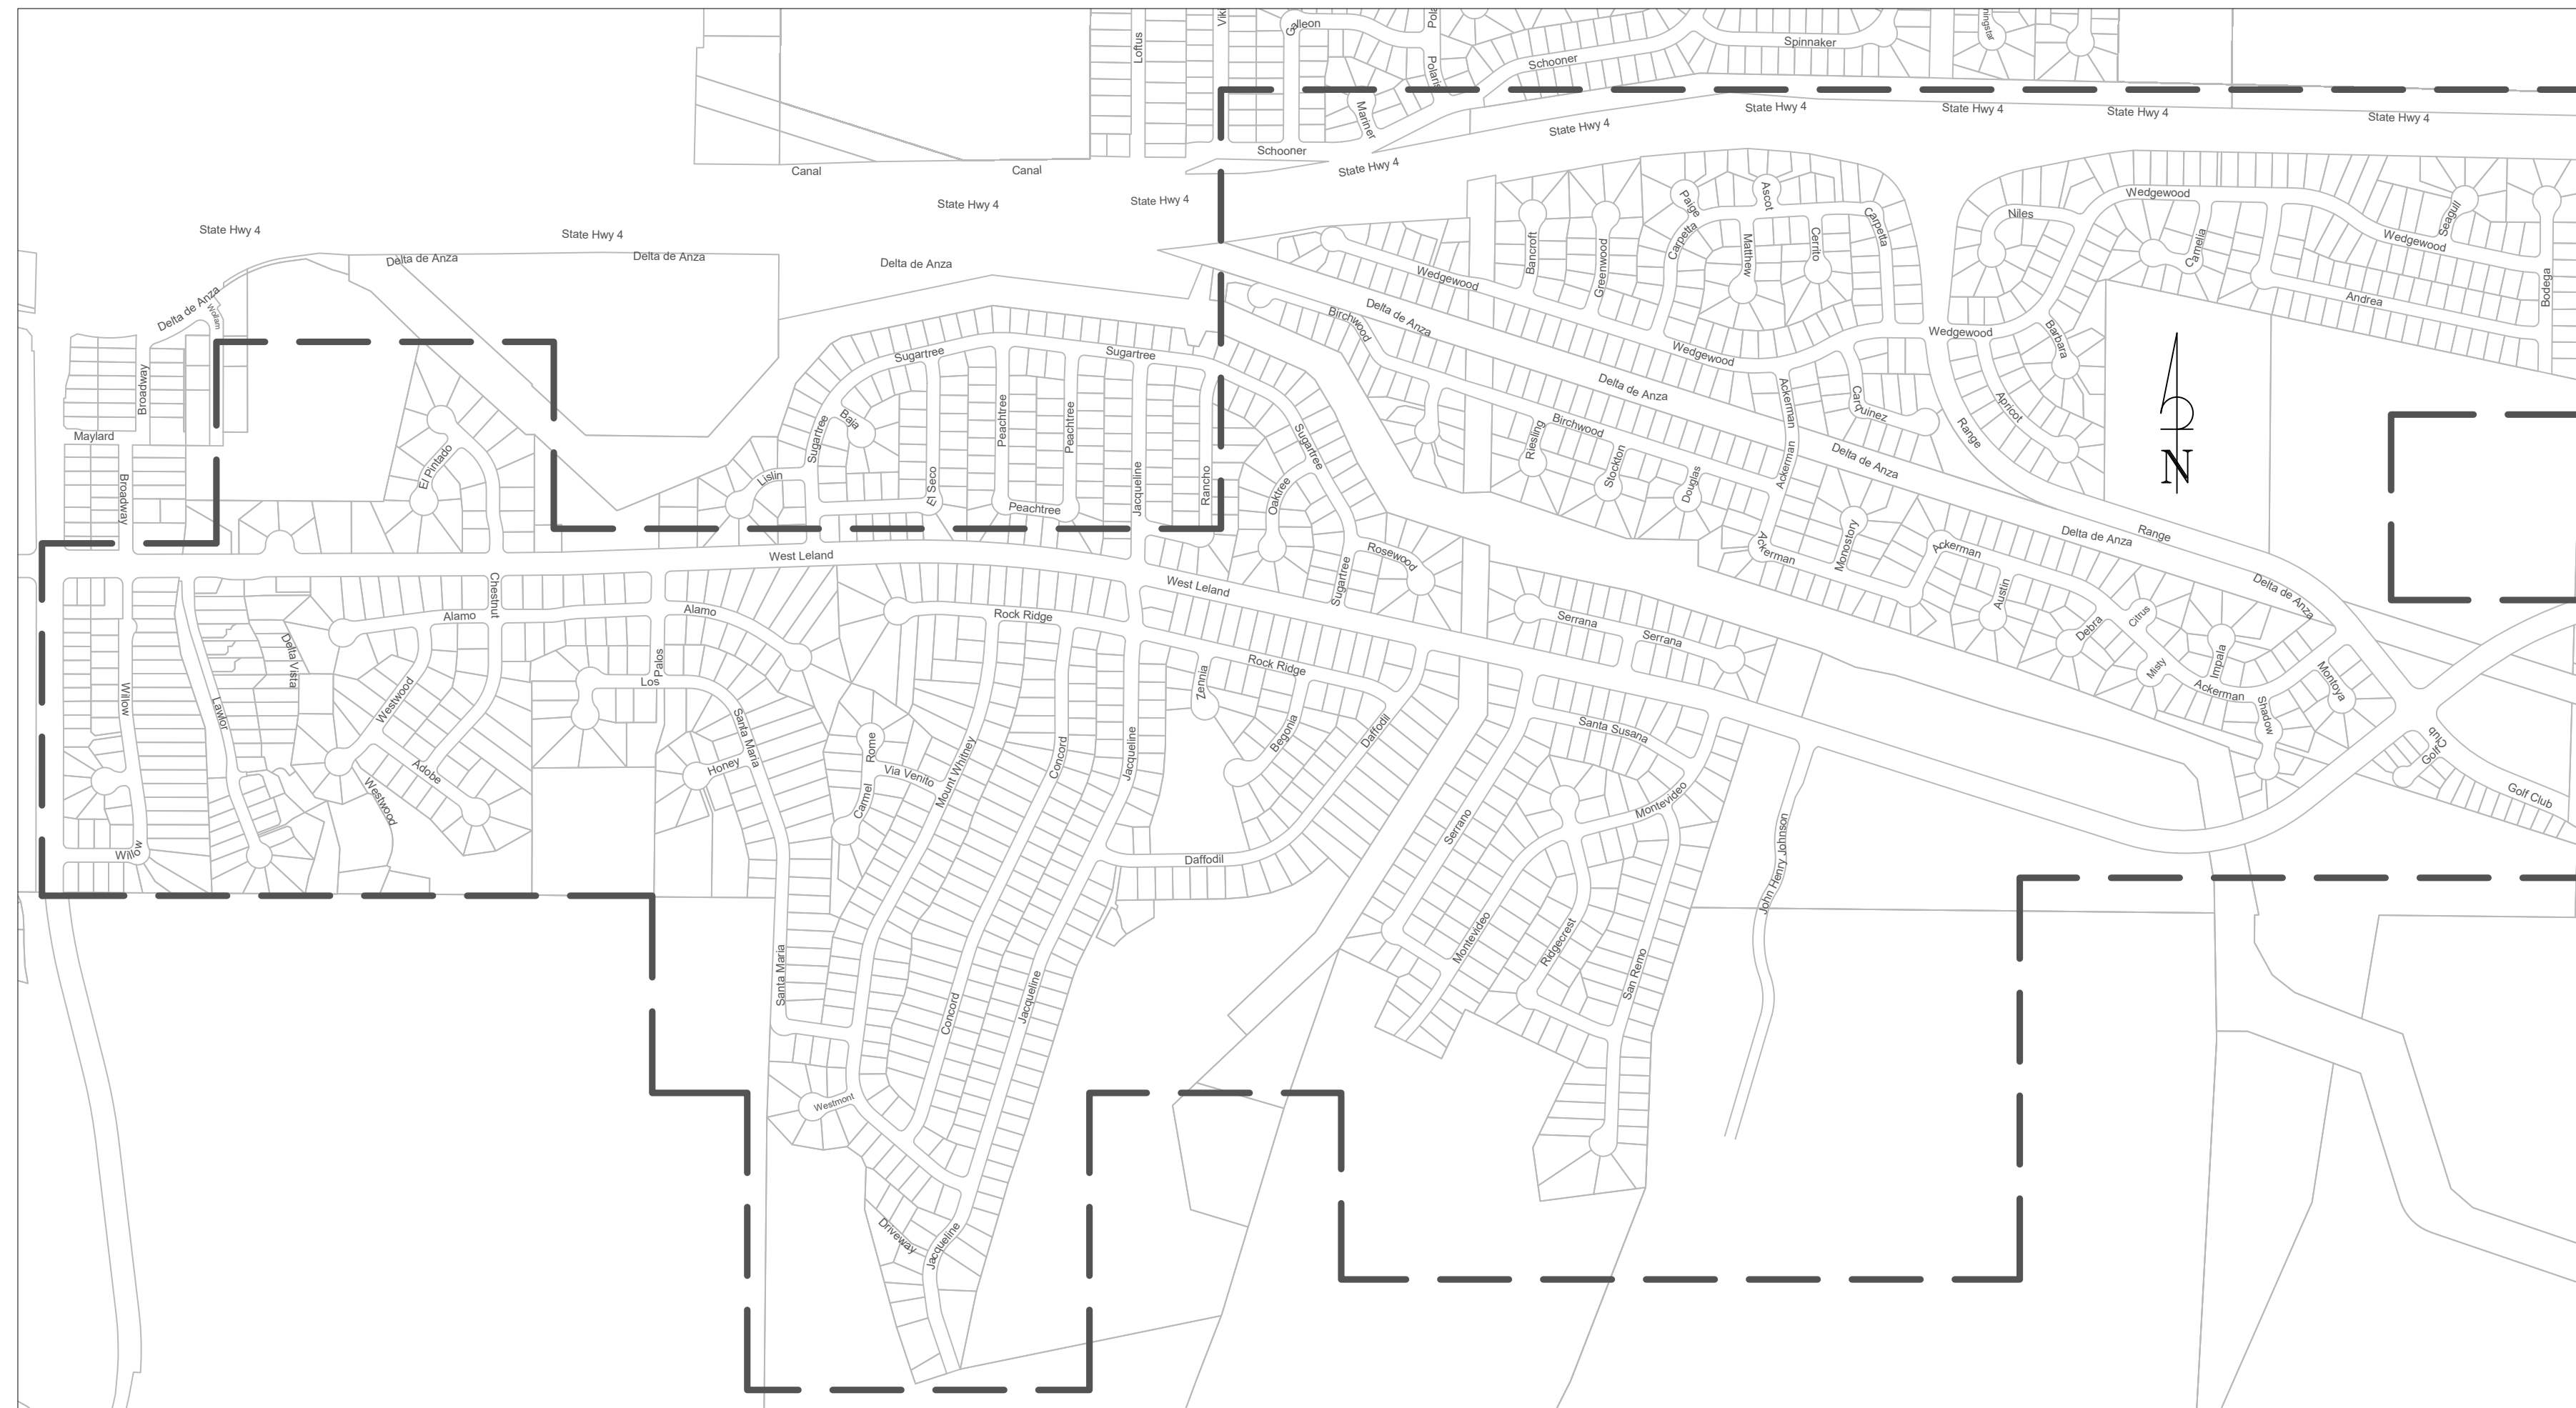 Galleon
Spinnaker
Loftus
Schooner
Polaris
Mariner
State Hwy 4
State Hwy 4
State Hwy 4
State Hwy 4
State Hwy 4
Schooner
State Hwy 4
Canal
Canal
State Hwy 4
State Hwy 4
State Hwy 4
State Hwy 4
Paige
Ascot
Carpetta
Carpetta
Niles
Wedgewood
Camelia
Seagull
Wedgewood
Bancroft
Greenwood
Matthew
Cerrito
Delta de Anza
Delta de Anza
Delta de Anza
Delta de Anza
Wollam
Wedgewood
Delta de Anza
Birchwood
Wedgewood
Wedgewood
Andrea
Bodega
Barbara
Broadway
Sugartree
Sugartree
Delta de Anza
Ackerman
Carquinez
Apricot
Range
Maylard
Broadway
El Pintado
Lislin
Sugartree
Baja
El Seco
Peachtree
Peachtree
Peachtree
Jacqueline
Rancho
Sugartree
Oaktree
Riesling
Birchwood
Stockton
Douglas
Ackerman
Delta de Anza
N
West Leland
Rosewood
Sugartree
Ackerman
Monostory
Ackerman
Delta de Anza
Range
Delta de Anza
Chestnut
Alamo
Alamo
Rock Ridge
West Leland
Serrana
Serrana
Austin
Debra
Citrus
Misty
Impala
Ackerman
Shadow
Montoya
Willow
Lawlor
Delta Vista
Westwood
Los
Palos
Santa Maria
Zennia
Rock Ridge
Begonia
Daffodil
Santa Susana
Golf Club
Golf Club
Adobe
Westwood
Honey
Rome
Via Venito
Carmel
Mount Whitney
Concord
Jacqueline
Serrano
Montevideo
John Henry Johnson
Willow
Daffodil
Santa Maria
Concord
Jacqueline
Montevideo
Ridgecrest
San Remo
Westmont
Driveway
Jacqueline